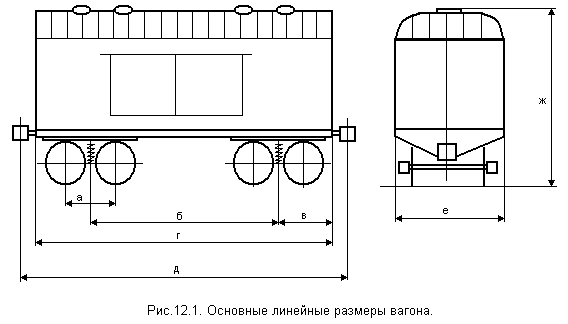 ж
а
б
в
е
г
д
Рис.12.1. Основные линейные размеры вагона.